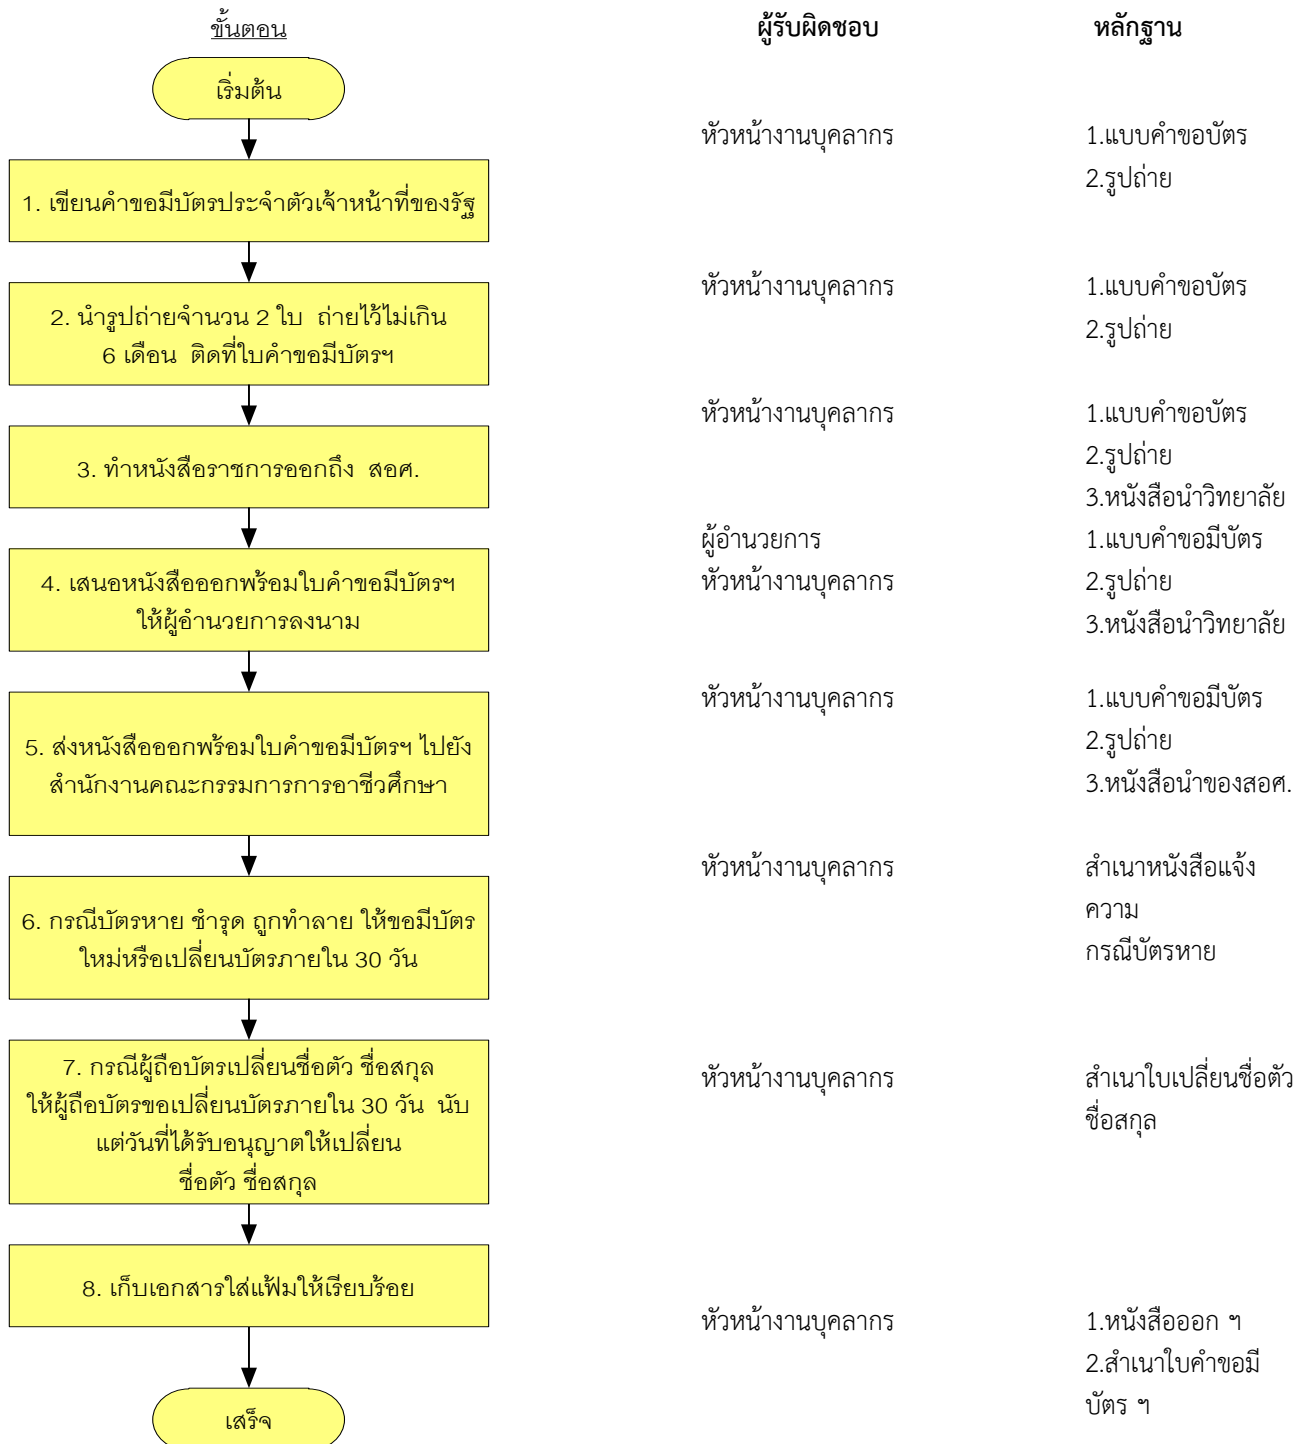 ขั้นตอน
ผู้รับผิดชอบ
หลักฐาน
เริ่มต้น
หัวหน้างานบุคลากร
1.แบบคำขอบัตร
2.รูปถ่าย
1. เขียนคำขอมีบัตรประจำตัวเจ้าหน้าที่ของรัฐ
2. นำรูปถ่ายจำนวน 2 ใบ ถ่ายไว้ไม่เกิน
6 เดือน ติดที่ใบคำขอมีบัตรฯ
หัวหน้างานบุคลากร
1.แบบคำขอบัตร
2.รูปถ่าย
3. ทำหนังสือราชการออกถึง สอศ.
หัวหน้างานบุคลากร
1.แบบคำขอบัตร
2.รูปถ่าย
3.หนังสือนำวิทยาลัย
4. เสนอหนังสือออกพร้อมใบคำขอมีบัตรฯ
ให้ผู้อำนวยการลงนาม
ผู้อำนวยการ
หัวหน้างานบุคลากร
1.แบบคำขอมีบัตร
2.รูปถ่าย
3.หนังสือนำวิทยาลัย
5. ส่งหนังสือออกพร้อมใบคำขอมีบัตรฯ ไปยัง
สำนักงานคณะกรรมการการอาชีวศึกษา
หัวหน้างานบุคลากร
1.แบบคำขอมีบัตร
2.รูปถ่าย
3.หนังสือนำของสอศ.
6. กรณีบัตรหาย ชำรุด ถูกทำลาย ให้ขอมีบัตร
ใหม่หรือเปลี่ยนบัตรภายใน 30 วัน
หัวหน้างานบุคลากร
สำเนาหนังสือแจ้ง
ความ
กรณีบัตรหาย
7. กรณีผู้ถือบัตรเปลี่ยนชื่อตัว ชื่อสกุล
ให้ผู้ถือบัตรขอเปลี่ยนบัตรภายใน 30 วัน นับ
แต่วันที่ได้รับอนุญาตให้เปลี่ยน
ชื่อตัว ชื่อสกุล
หัวหน้างานบุคลากร
สำเนาใบเปลี่ยนชื่อตัว
ชื่อสกุล
8. เก็บเอกสารใส่แฟ้มให้เรียบร้อย
หัวหน้างานบุคลากร
1.หนังสือออก ฯ
2.สำเนาใบคำขอมี
บัตร ฯ
เสร็จ